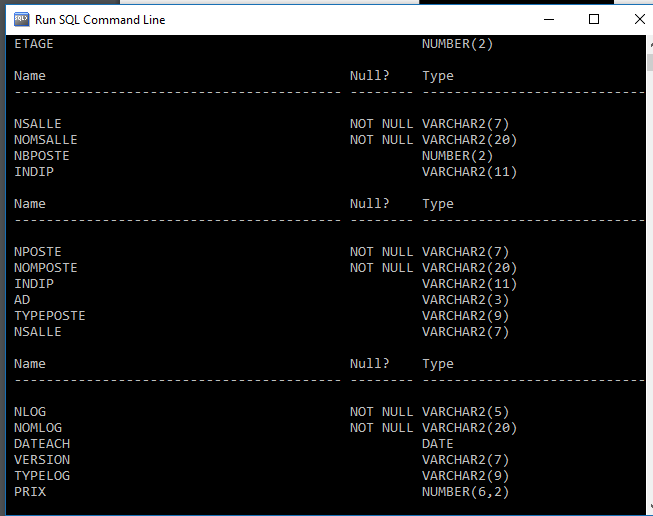 SQL> Run SQL Command Line
ETAGE NUMBER(2)
Name Null? Type
----------------------------------------- -------- ----------------------------
NSALLE NOT NULL VARCHAR2(7)
NOMSALLE NOT NULL VARCHAR2(20)
NBPOSTE NUMBER(2)
INDIP VARCHAR2(11)
Name Null? Type
----------------------------------------- -------- ----------------------------
NPOSTE NOT NULL VARCHAR2(7)
NOMPOSTE NOT NULL VARCHAR2(20)
INDIP VARCHAR2(11)
AD VARCHAR2(3)
TYPEPOSTE VARCHAR2(9)
NSALLE VARCHAR2(7)
Name Null? Type
----------------------------------------- -------- ----------------------------
NLOG NOT NULL VARCHAR2(5)
NOMLOG NOT NULL VARCHAR2(20)
DATEACH DATE
VERSION VARCHAR2(7)
TYPELOG VARCHAR2(9)
PRIX NUMBER(6,2)